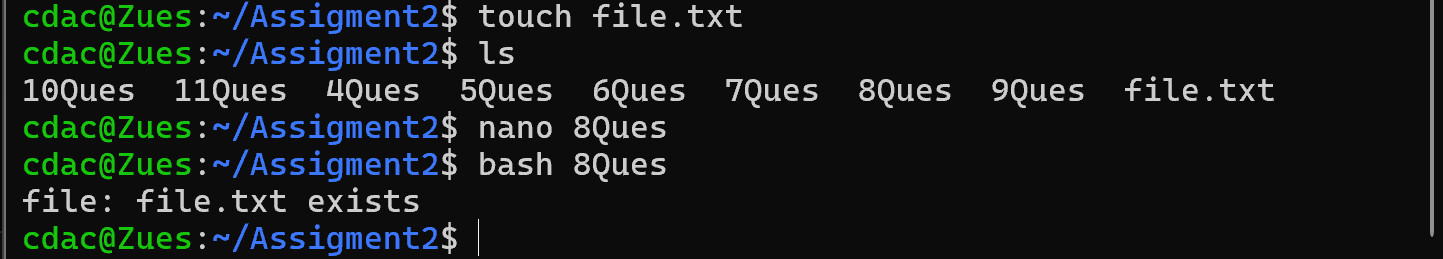 cdac@Zues:~/Assigment2$ touch file.txt
cdac@Zues:~/Assigment2$ ls
10Ques  11Ques  4Ques  5Ques  6Ques  7Ques  8Ques  9Ques  file.txt
cdac@Zues:~/Assigment2$ nano 8Ques
cdac@Zues:~/Assigment2$ bash 8Ques
file: file.txt exists
cdac@Zues:~/Assigment2$